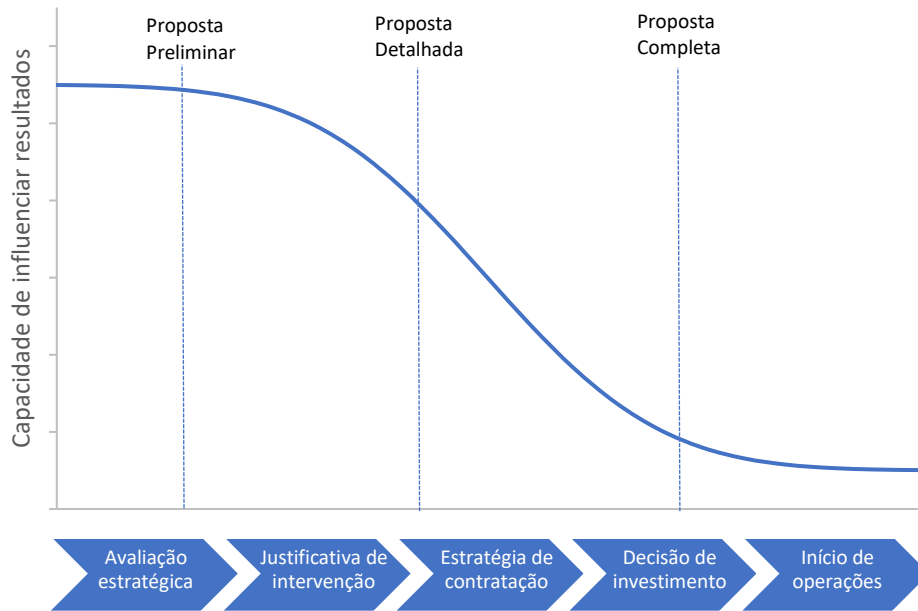 Proposta
Preliminar
Proposta
Detalhada
Proposta
Completa
Capacidade de influenciar resultados
Avaliação
estratégica
Justificativa de
intervenção
Estratégia de
contratação
Decisão de
investimento
Início de
operações